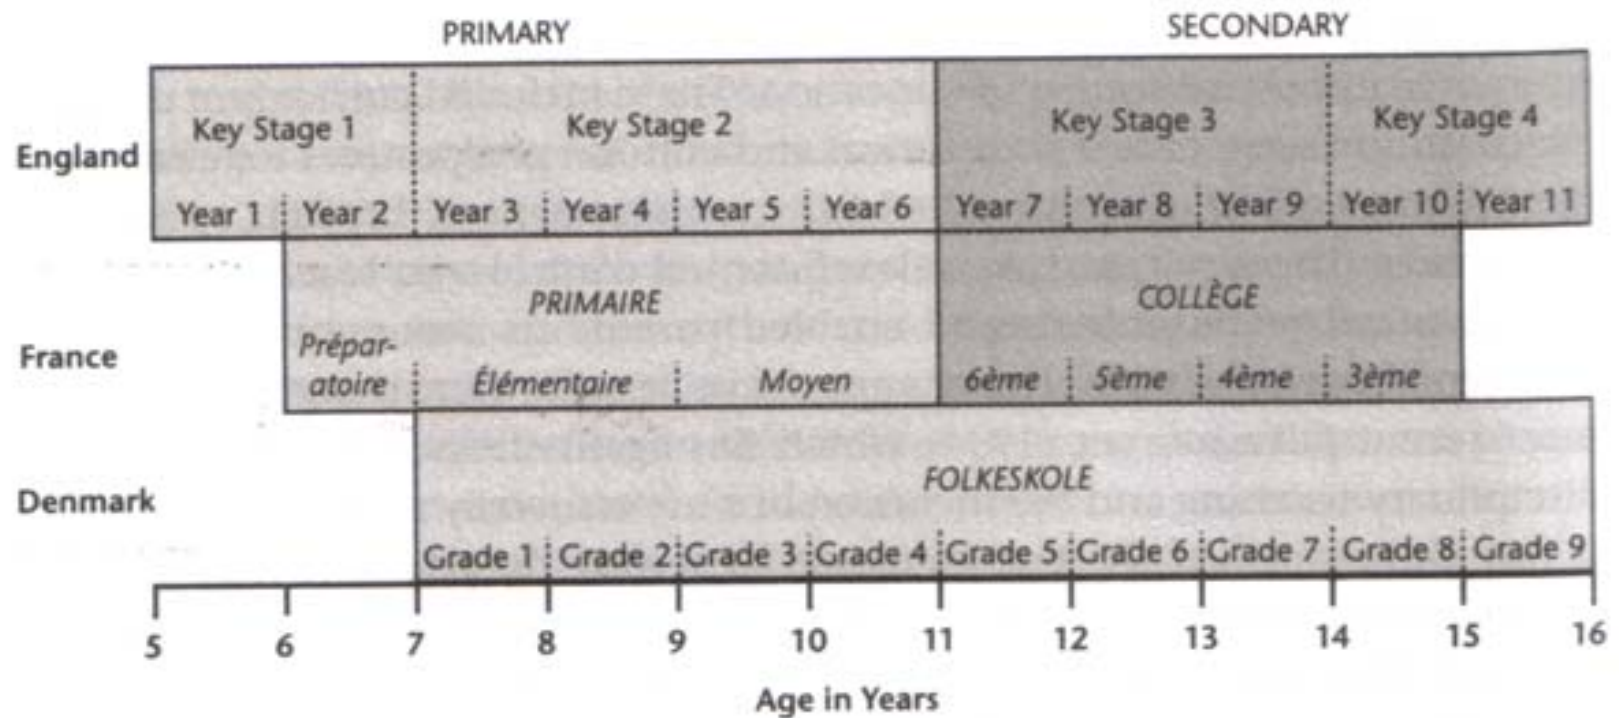 PRIMARY SECONDARY
Key Stage 1 Key Stage 2 Key Stage 3 Key Stage 4
England
Year 1 Year 2 Year 3 Year 4 Year 5 Year 6 Year 7 Year 8 Year 9 Year 10 Year 11
PRIMAIRE COLLÈGE
France
Prépar-
atoire Élémentaire Moyen 6ème 5ème 4ème 3ème
FOLKESKOLE
Denmark
Grade 1 Grade 2 Grade 3 Grade 4 Grade 5 Grade 6 Grade 7 Grade 8 Grade 9
5 6 7 8 9 10 11 12 13 14 15 16
Age in Years